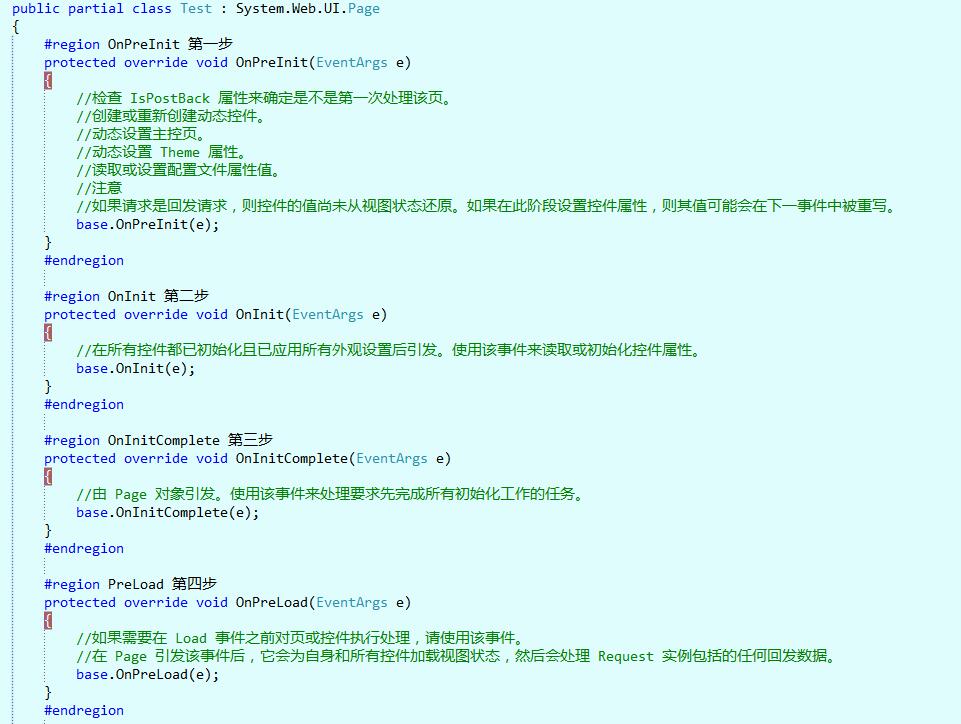 public partial class Test : System.Web.UI.Page
{
#region OnPreInit 第一步
protected override void OnPreInit(EventArgs e)
{
//检查 IsPostBack 属性来确定是不是第一次处理该页。
//创建或重新创建动态控件。
//动态设置主控页。
//动态设置 Theme 属性。
//读取或设置配置文件属性值。
//注意
//如果请求是回发请求，则控件的值尚未从视图状态还原。如果在此阶段设置控件属性，则其值可能会在下一事件中被重写。
base.OnPreInit(e);
}
#endregion
#region OnInit 第二步
protected override void OnInit(EventArgs e)
{
//在所有控件都已初始化且已应用所有外观设置后引发。使用该事件来读取或初始化控件属性。
base.OnInit(e);
}
#endregion
#region OnInitComplete 第三步
protected override void OnInitComplete(EventArgs e)
{
//由 Page 对象引发。使用该事件来处理要求先完成所有初始化工作的任务。
base.OnInitComplete(e);
}
#endregion
#region PreLoad 第四步
protected override void OnPreLoad(EventArgs e)
{
//如果需要在 Load 事件之前对页或控件执行处理，请使用该事件。
//在 Page 引发该事件后，它会为自身和所有控件加载视图状态，然后会处理 Request 实例包括的任何回发数据。
base.OnPreLoad(e);
}
#endregion